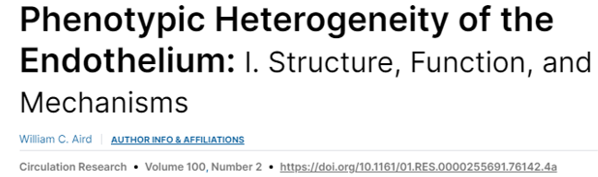 Phenotypic Heterogeneity of the
Endothelium: I. Structure, Function, and
Mechanisms
William C. Aird | AUTHOR INFO & AFFILIATIONS
Circulation Research • Volume 100, Number 2 • https://doi.org/10.1161/01.RES.0000255691.76142.4a